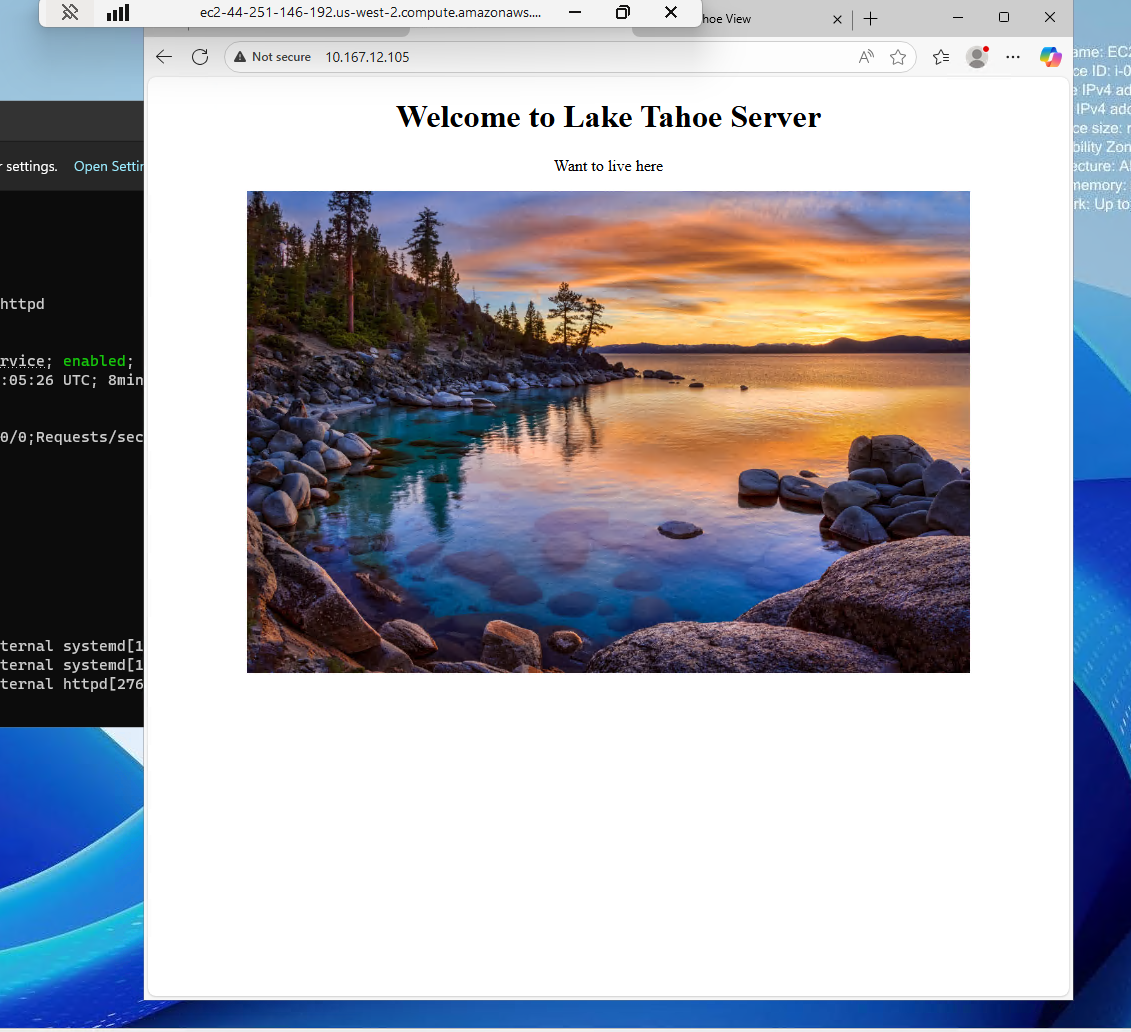 ec2-44-251-146-192.us-west-2.compute.amazonaws....
hoe View
Not secure
10.167.12.105
Welcome to Lake Tahoe Server
Want to live here
settings. Open Settin
httpd
rvice; enabled;
:05:26 UTC; 8min
0/0;Requests/sec
ternal systemd[1
ternal systemd[1
ternal httpd[276
ame: EC2
ce ID: i-0
e IPv4 ad
IPv4 add
ce size:
bility Zon
ecture: A
memory:
rk: Up to